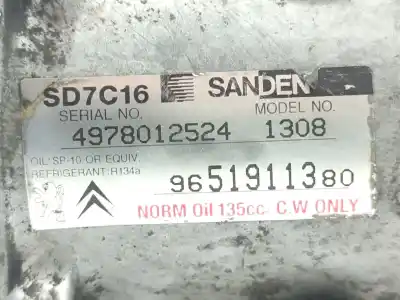 SD7C16 SANDEN
SERIAL NO. MODEL NO.
4978012524 1308
OIL: SP-10 OR EQUIV.
REFRIGERANT: R134a
9651911380
NORM Oil 135cc. C.W ONLY